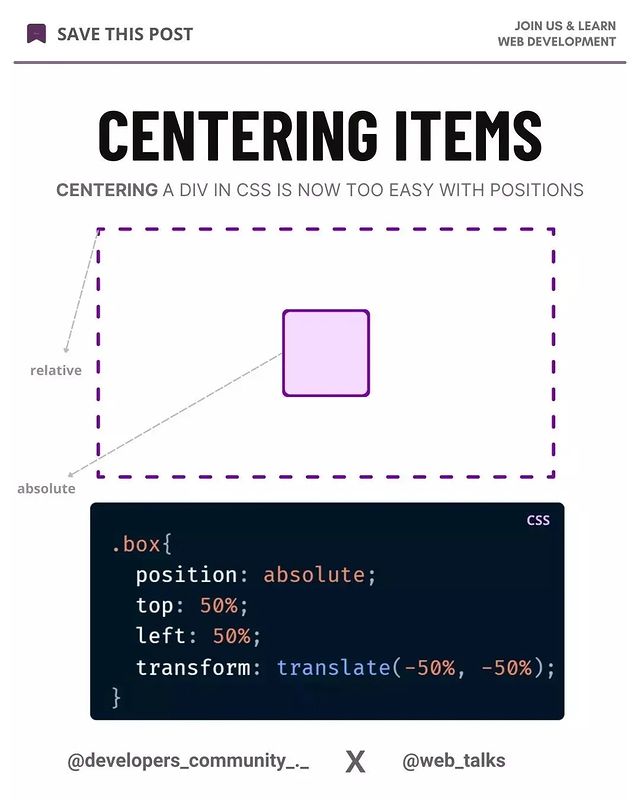 SAVE THIS POST
JOIN US & LEARN
WEB DEVELOPMENT
CENTERING ITEMS
CENTERING A DIV IN CSS IS NOW TOO EASY WITH POSITIONS
relative
absolute
CSS
.box{
position: absolute;
top: 50%;
left: 50%;
transform: translate(-50%, -50%);
}
@developers_community_._ X @web_talks